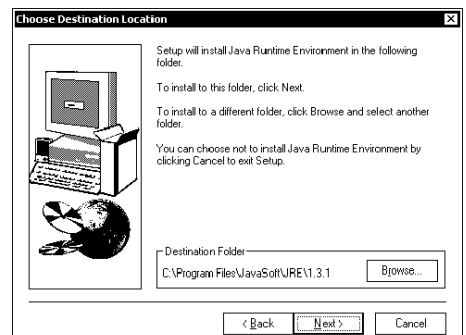 Choose Destination Location
Setup will install Java Runtime Environment in the following
folder.
To install to this folder, click Next.
To install to a different folder, click Browse and select another
folder.
You can choose not to install Java Runtime Environment by
clicking Cancel to exit Setup.
Destination Folder
C:\Program Files\JavaSoft\JRE\1.3.1
Browse...
< Back
Next >
Cancel